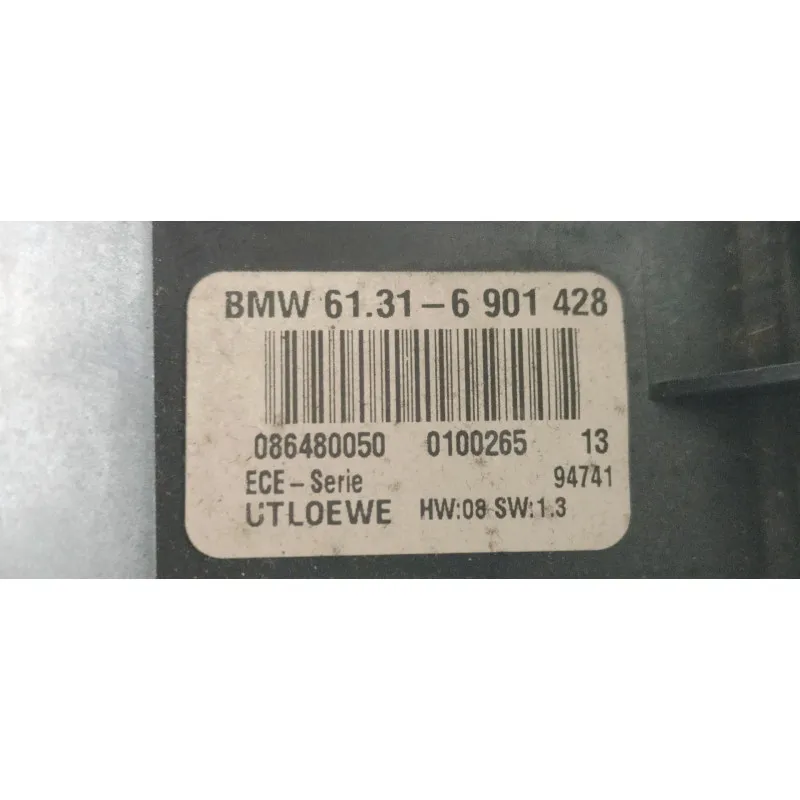 BMW 61.31-6 901 428
086480050 0100265 13
ECE-Serie 94741
UTLOEWE HW:08 SW:1.3